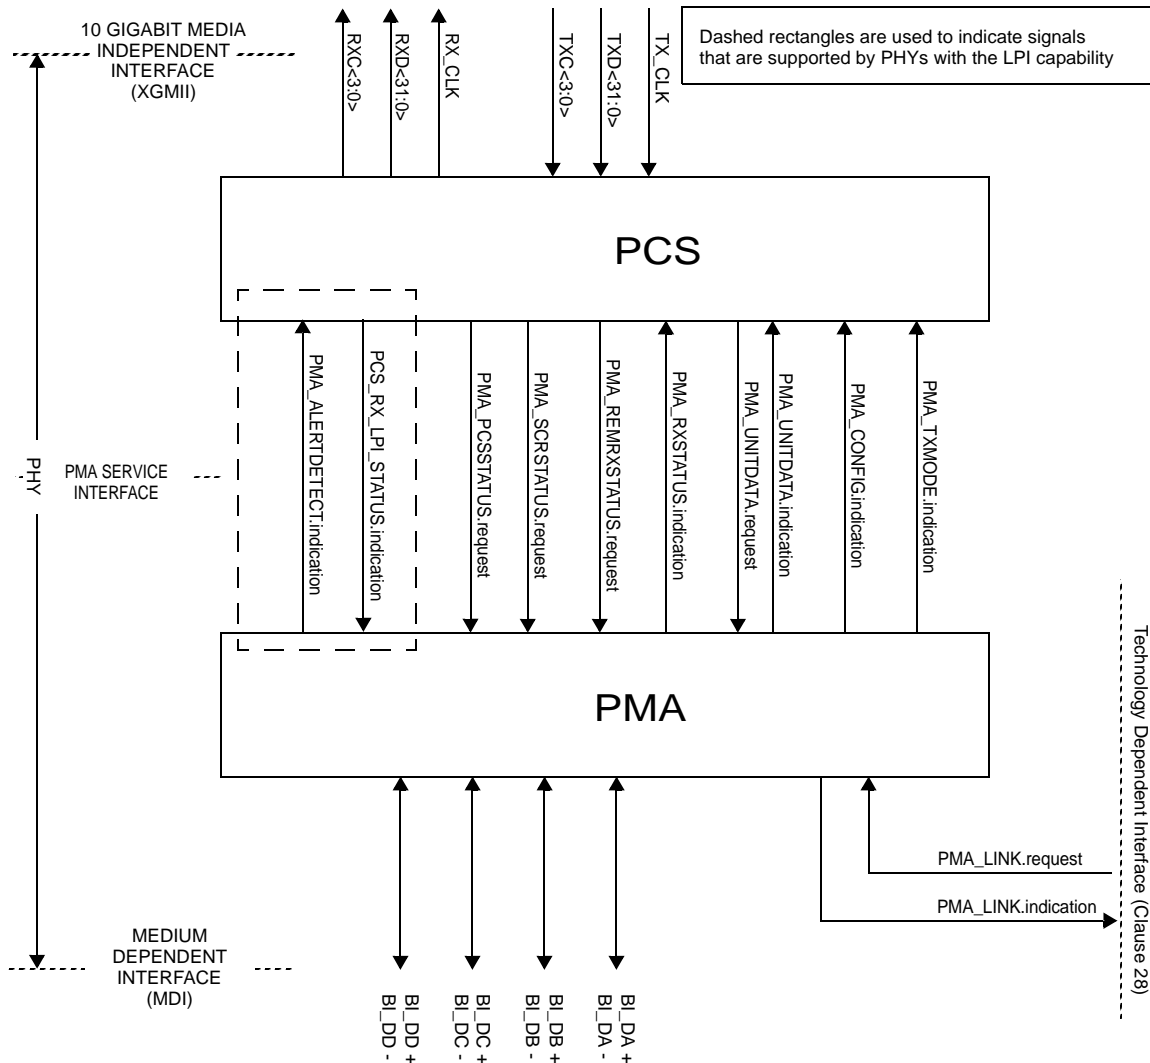 10 GIGABIT MEDIA
INDEPENDENT
INTERFACE
(XGMII)
RXC<3:0>
RXD<31:0>
RX_CLK
TXC<3:0>
TXD<31:0>
TX_CLK
Dashed rectangles are used to indicate signals
that are supported by PHYs with the LPI capability
PCS
PHY
PMA SERVICE
INTERFACE
PMA_ALERTDETECT.indication
PCS_RX_LPI_STATUS.indication
PMA_PCSSTATUS.request
PMA_SCRSTATUS.request
PMA_REMRXSTATUS.request
PMA_RXSTATUS.indication
PMA_UNITDATA.request
PMA_UNITDATA.indication
PMA_CONFIG.indication
PMA_TXMODE.indication
PMA
Technology Dependent Interface (Clause 28)
PMA_LINK.request
PMA_LINK.indication
MEDIUM
DEPENDENT
INTERFACE
(MDI)
BI_DD +
BI_DD -
BI_DC +
BI_DC -
BI_DB +
BI_DB -
BI_DA +
BI_DA -